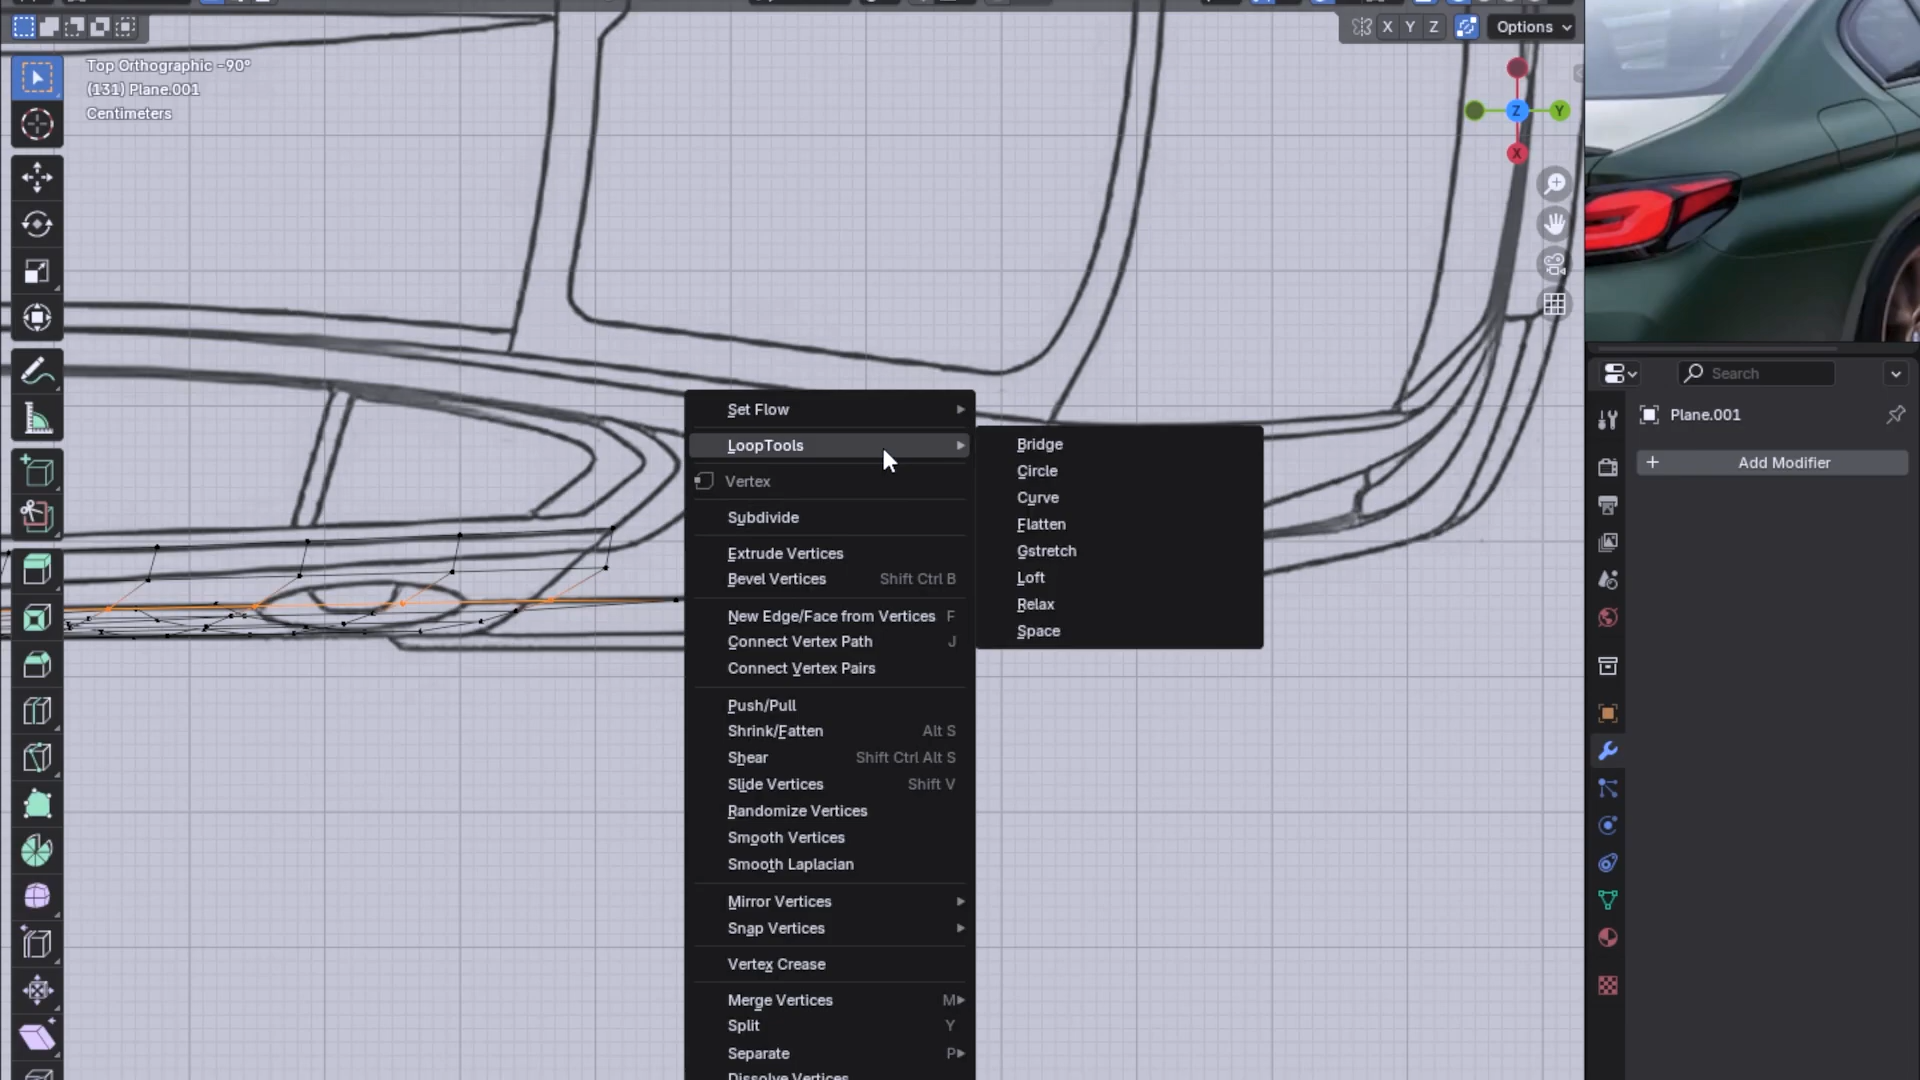 X Y Z Options
Top Orthographic -90°
(131) Plane.001
Centimeters
Z
Y
X
Search
Plane.001
+ Add Modifier
Set Flow
LoopTools
Vertex
Subdivide
Extrude Vertices
Bevel Vertices Shift Ctrl B
New Edge/Face from Vertices F
Connect Vertex Path J
Connect Vertex Pairs
Push/Pull
Shrink/Fatten Alt S
Shear Shift Ctrl Alt S
Slide Vertices Shift V
Randomize Vertices
Smooth Vertices
Smooth Laplacian
Mirror Vertices
Snap Vertices
Vertex Crease
Merge Vertices M
Split Y
Separate P
Dissolve Vertices
Bridge
Circle
Curve
Flatten
Gstretch
Loft
Relax
Space